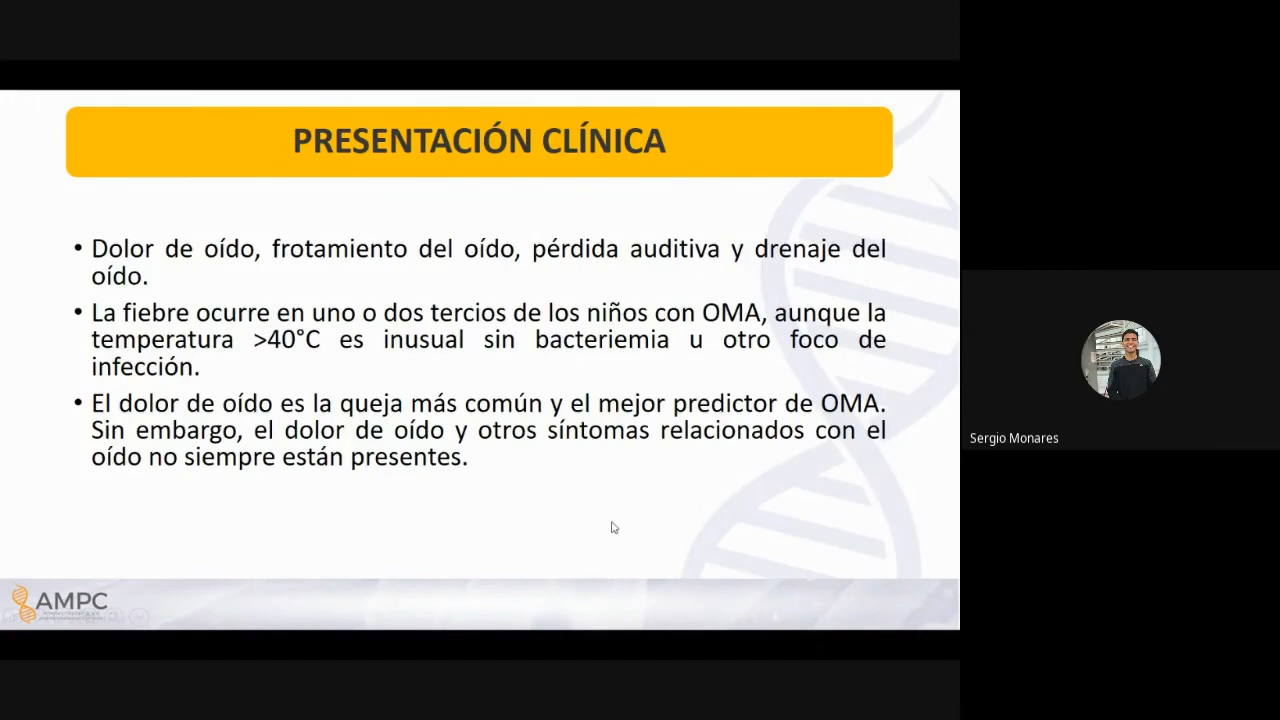 PRESENTACIÓN CLÍNICA
• Dolor de oído, frotamiento del oído, pérdida auditiva y drenaje del
oído.
• La fiebre ocurre en uno o dos tercios de los niños con OMA, aunque la
temperatura >40°C es inusual sin bacteriemia u otro foco de
infección.
• El dolor de oído es la queja más común y el mejor predictor de OMA.
Sin embargo, el dolor de oído y otros síntomas relacionados con el
oído no siempre están presentes.
AMPC
Sergio Monares